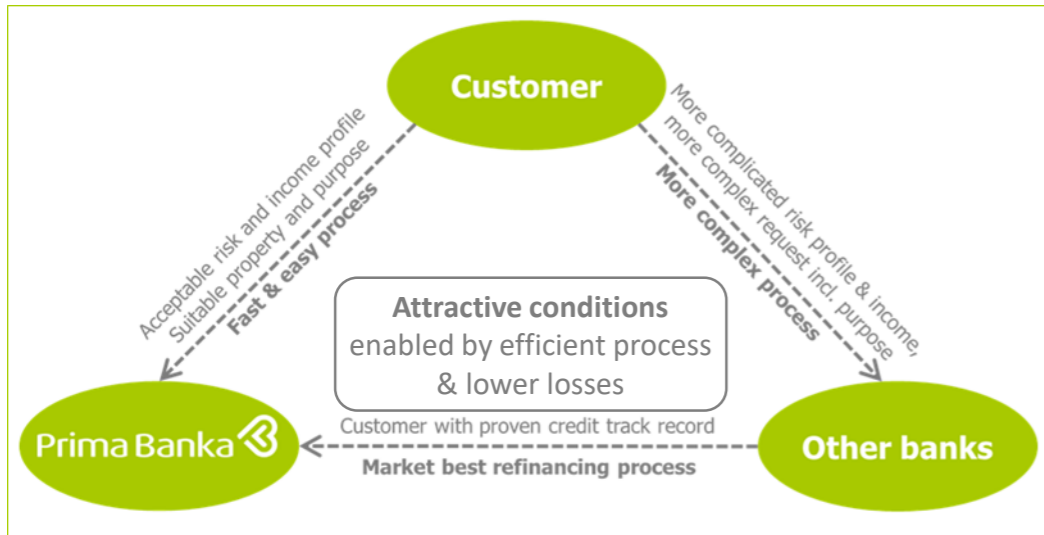 Customer
Acceptable risk and income profile
Suitable property and purpose
Fast & easy process
More complicated risk profile & income,
more complex request incl. purpose
More complex process
Attractive conditions
enabled by efficient process
& lower losses
Prima Banka
Customer with proven credit track record
Market best refinancing process
Other banks